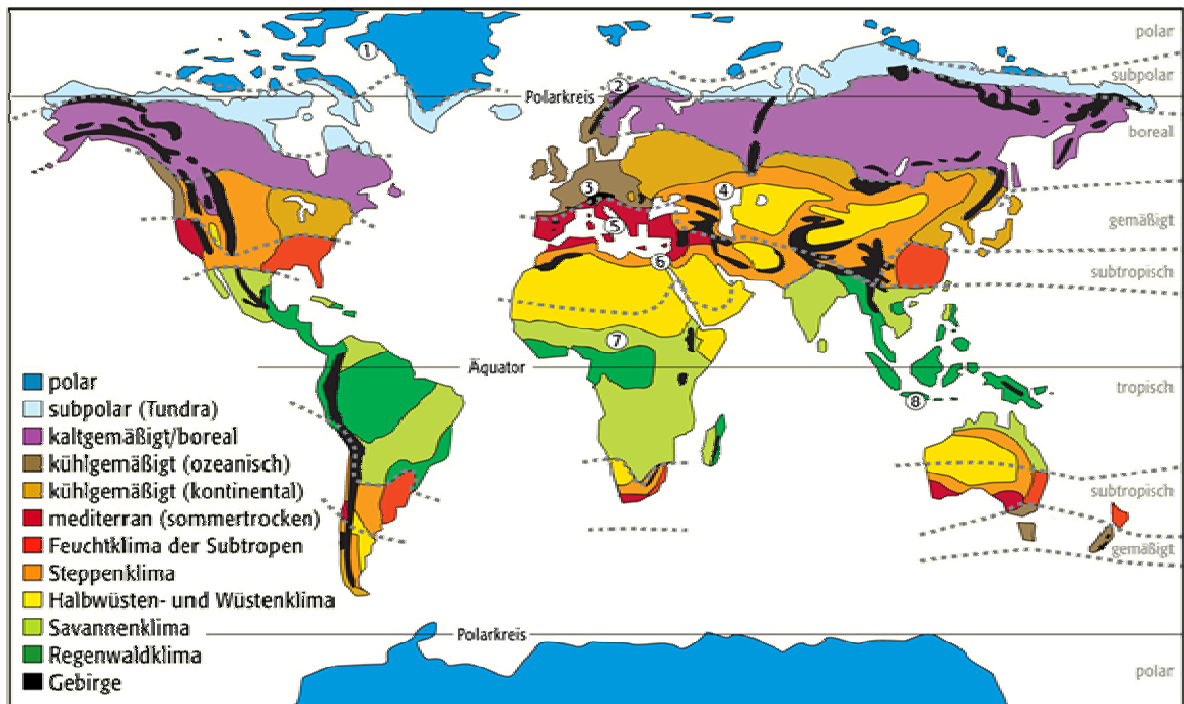 polar
1
subpolar
2
Polarkreis
boreal
3
4
gemäßigt
5
6
subtropisch
7
Äquator
tropisch
8
polar
subpolar (Tundra)
kaltgemäßigt/boreal
kühlgemäßigt (ozeanisch)
kühlgemäßigt (kontinental)
mediterran (sommertrocken)
Feuchtklima der Subtropen
Steppenklima
Halbwüsten- und Wüstenklima
Savannenklima
Regenwaldklima
Gebirge
subtropisch
gemäßigt
Polarkreis
polar